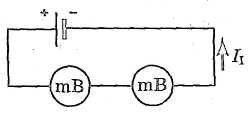 + -
I₁
mB mB